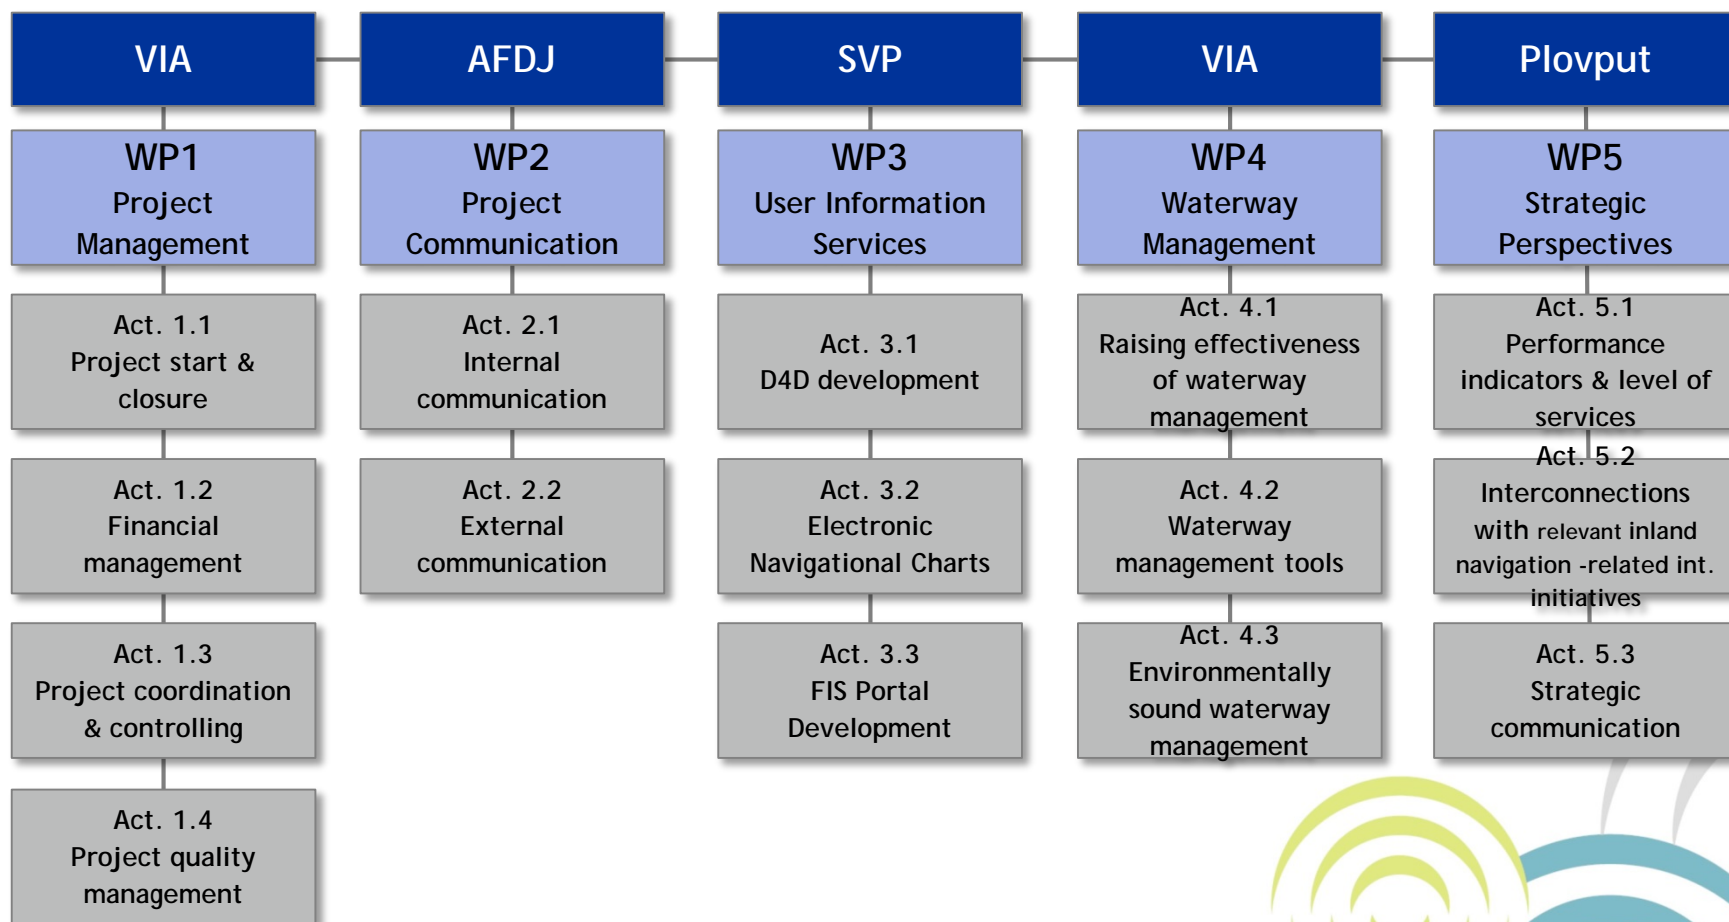 VIA
AFDJ
SVP
VIA
Plovput
WP1
Project
Management
WP2
Project
Communication
WP3
User Information
Services
WP4
Waterway
Management
WP5
Strategic
Perspectives
Act. 1.1
Project start &
closure
Act. 2.1
Internal
communication
Act. 3.1
D4D development
Act. 4.1
Raising effectiveness
of waterway
management
Act. 5.1
Performance
indicators & level of
services
Act. 1.2
Financial
management
Act. 2.2
External
communication
Act. 3.2
Electronic
Navigational Charts
Act. 4.2
Waterway
management tools
Act. 5.2
Interconnections
with relevant inland
navigation -related int.
initiatives
Act. 1.3
Project coordination
& controlling
Act. 3.3
FIS Portal
Development
Act. 4.3
Environmentally
sound waterway
management
Act. 5.3
Strategic
communication
Act. 1.4
Project quality
management